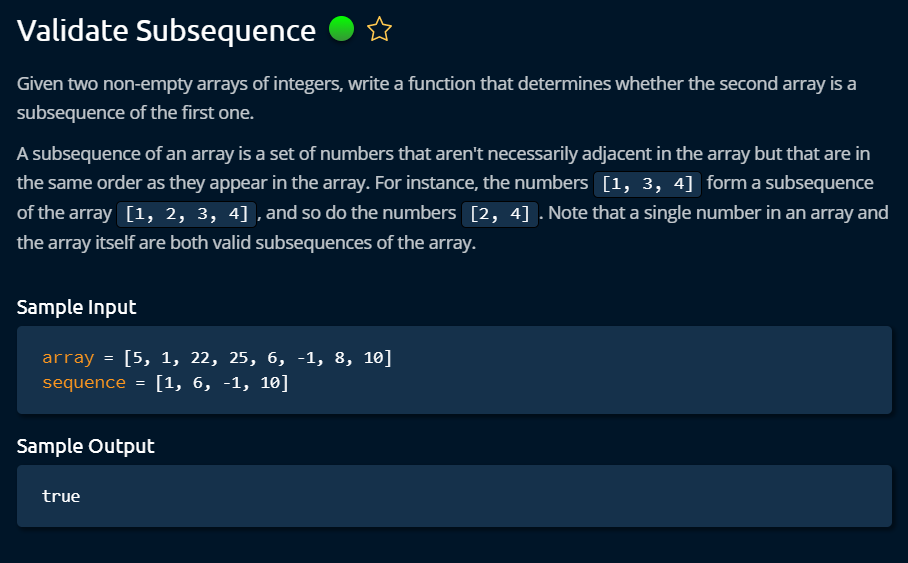 Validate Subsequence
Given two non-empty arrays of integers, write a function that determines whether the second array is a
subsequence of the first one.
A subsequence of an array is a set of numbers that aren't necessarily adjacent in the array but that are in
the same order as they appear in the array. For instance, the numbers [1, 3, 4] form a subsequence
of the array [1, 2, 3, 4], and so do the numbers [2, 4]. Note that a single number in an array and
the array itself are both valid subsequences of the array.
Sample Input
array = [5, 1, 22, 25, 6, -1, 8, 10]
sequence = [1, 6, -1, 10]
Sample Output
true